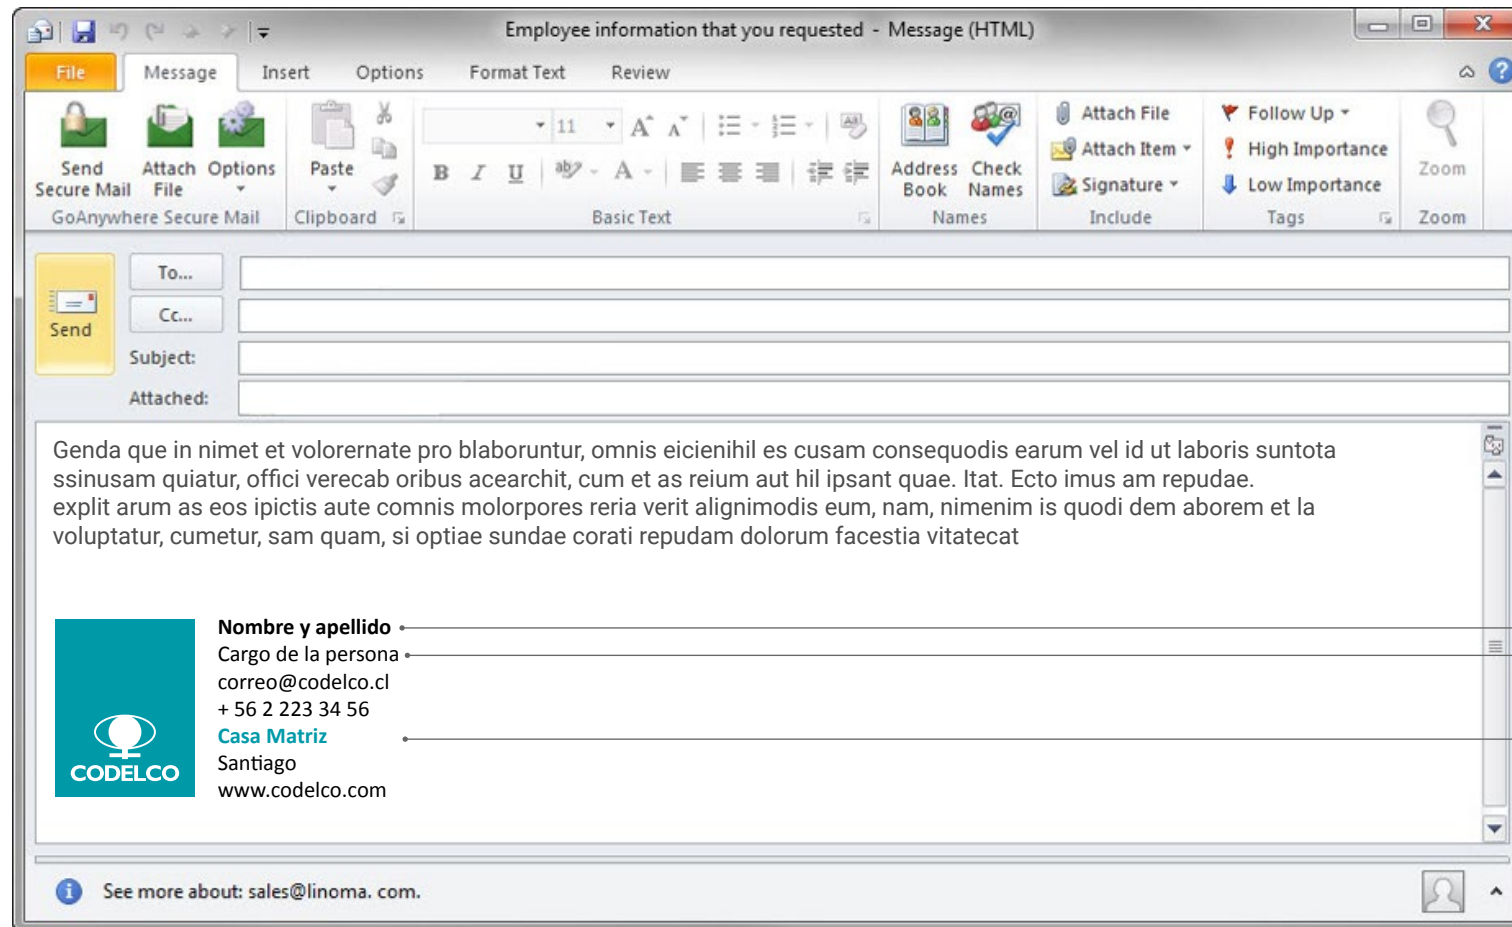 Employee information that you requested - Message (HTML)
File Message Insert Options Format Text Review
Send Secure Mail
Attach File
Options
GoAnywhere Secure Mail
Paste
Clipboard
11
B I U
Basic Text
Address Book
Check Names
Names
Attach File
Attach Item
Signature
Include
Follow Up
High Importance
Low Importance
Tags
Zoom
Zoom
Send
To...
Cc...
Subject:
Attached:
Genda que in nimet et volorernate pro blaboruntur, omnis eicienihil es cusam consequodis earum vel id ut laboris suntota
ssinusam quiatur, offici verecab oribus acearchit, cum et as reium aut hil ipsant quae. Itat. Ecto imus am repudae.
explit arum as eos ipictis aute comnis molorpores reria verit alignimodis eum, nam, nimenim is quodi dem aborem et la
voluptatur, cumetur, sam quam, si optiae sundae corati repudam dolorum facestia vitatecat
CODELCO
Nombre y apellido
Cargo de la persona
correo@codelco.cl
+ 56 2 223 34 56
Casa Matriz
Santiago
www.codelco.com
See more about: sales@linoma. com.